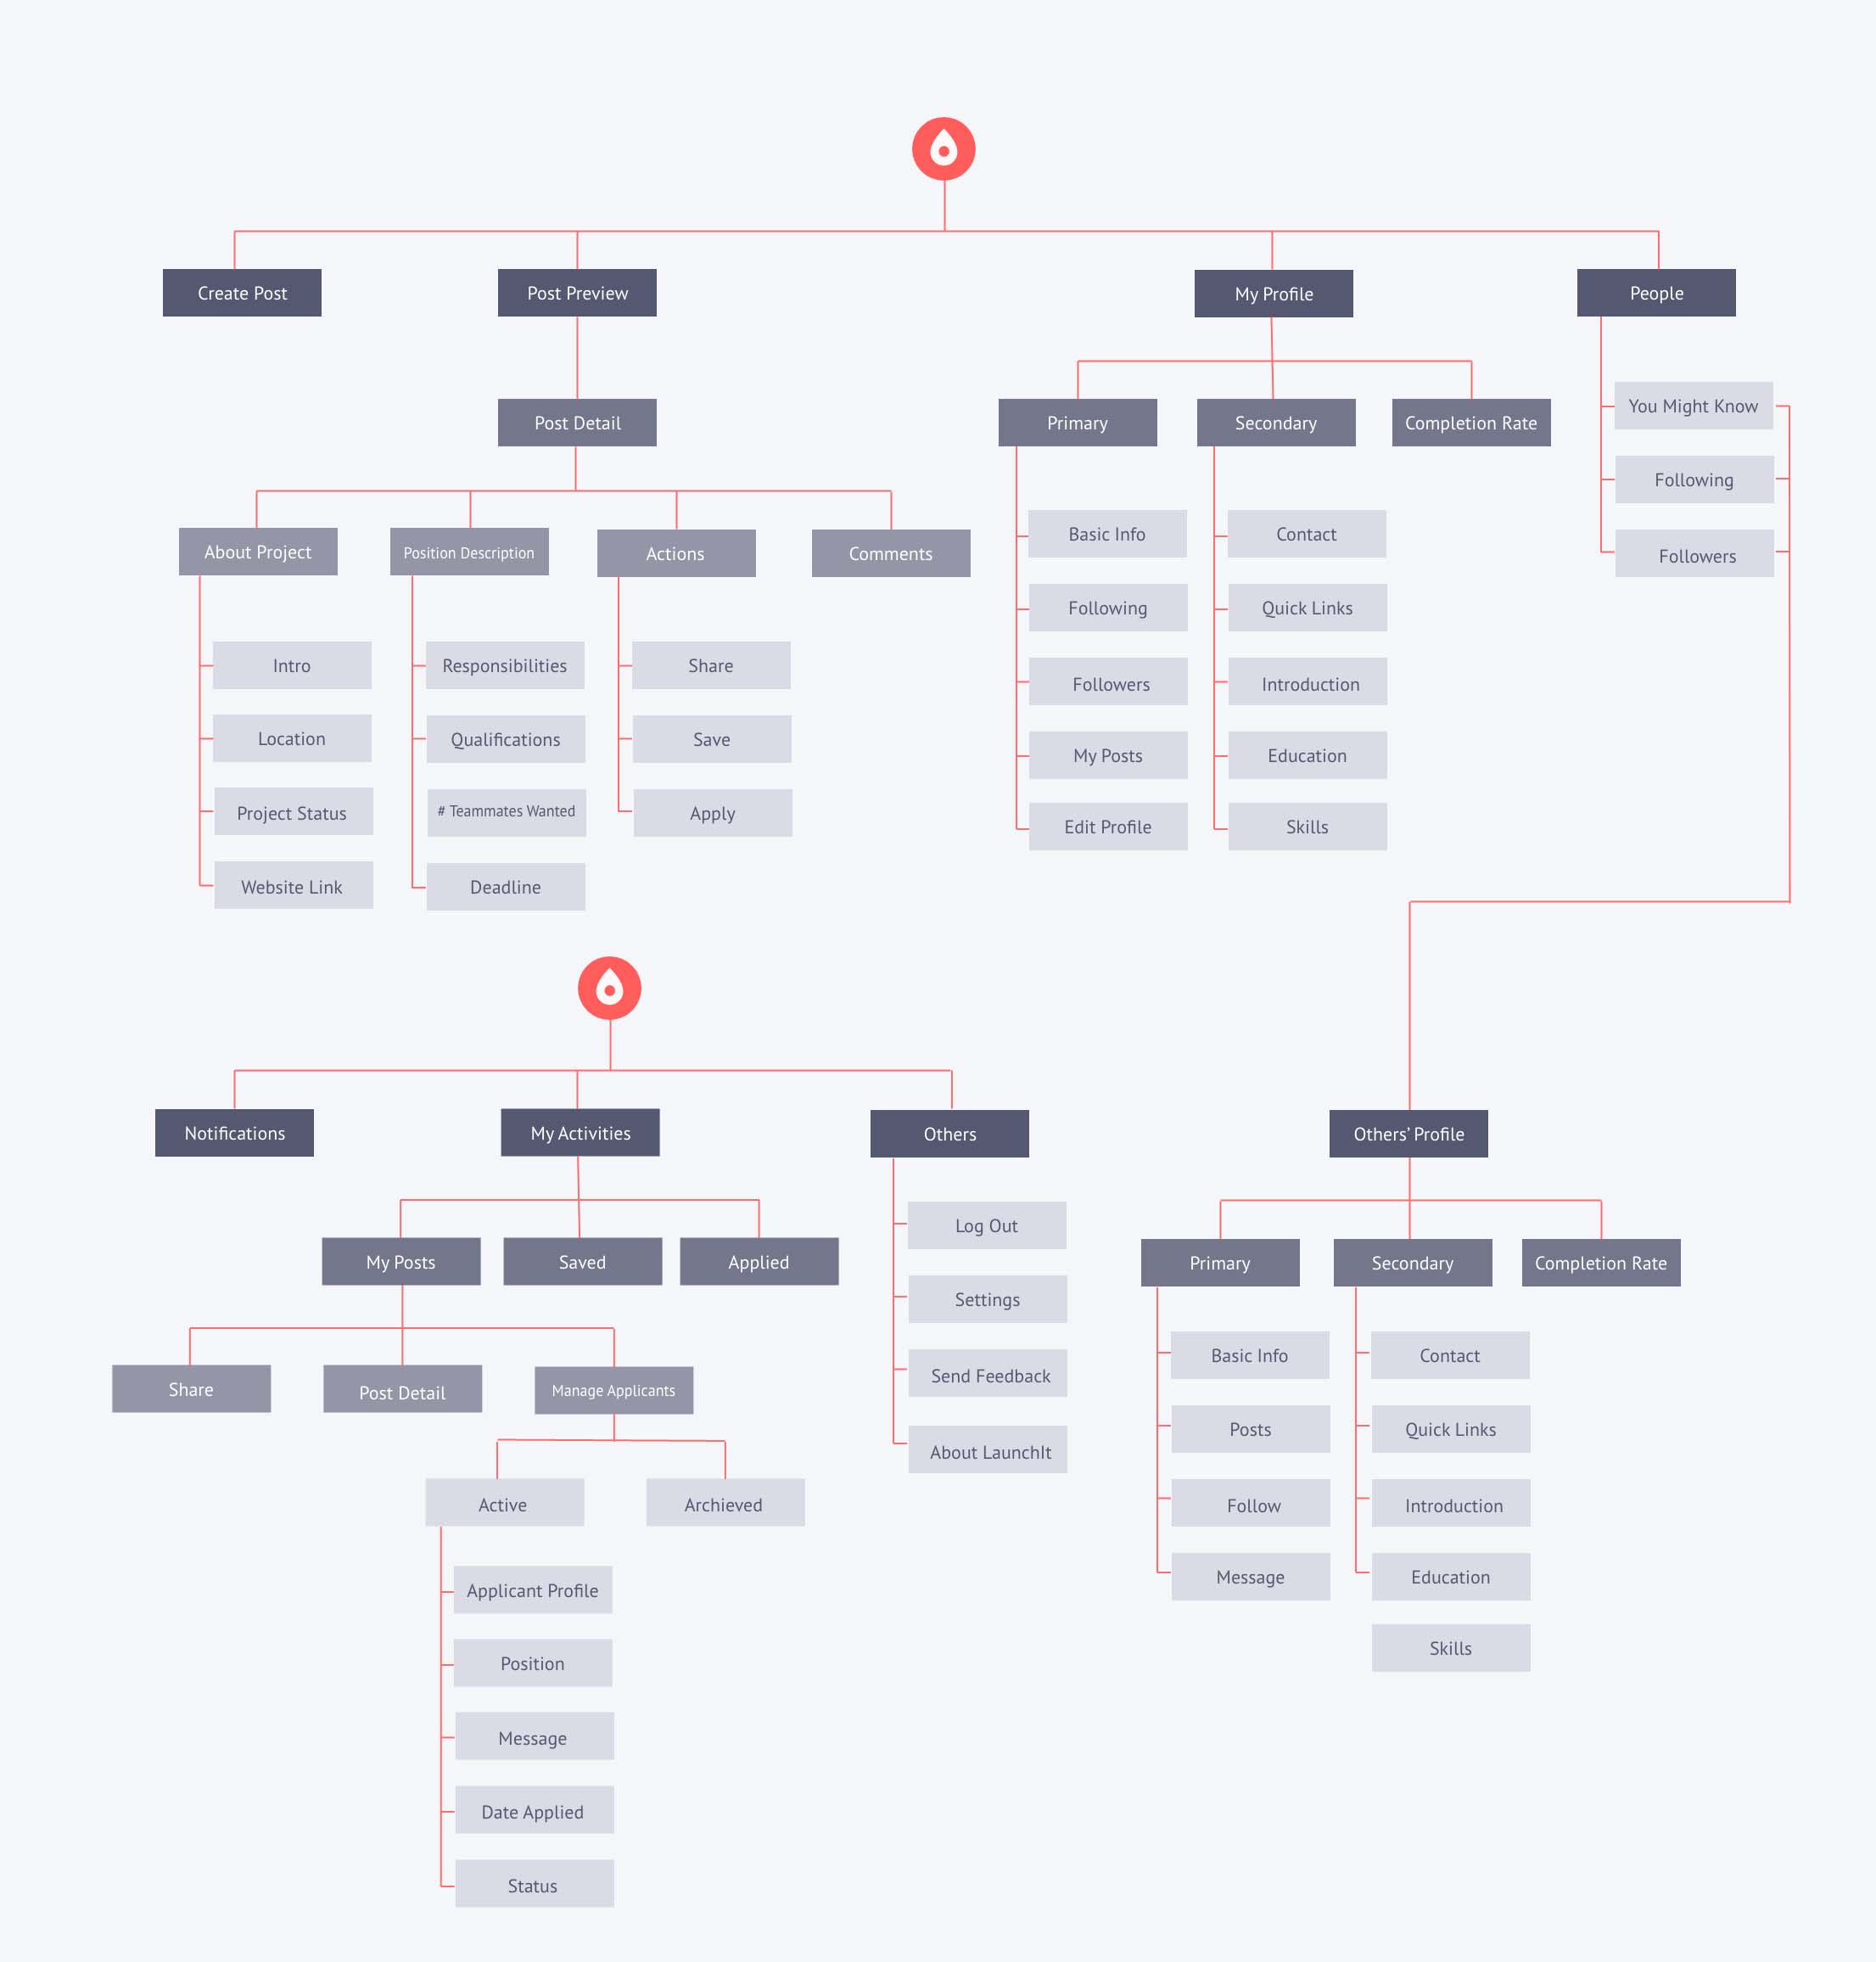 Create Post
Post Preview
My Profile
People
Post Detail
Primary
Secondary
Completion Rate
You Might Know
Following
Followers
About Project
Position Description
Actions
Comments
Intro
Location
Project Status
Website Link
Responsibilities
Qualifications
# Teammates Wanted
Deadline
Share
Save
Apply
Basic Info
Following
Followers
My Posts
Edit Profile
Contact
Quick Links
Introduction
Education
Skills
Notifications
My Activities
Others
Others’ Profile
My Posts
Saved
Applied
Log Out
Settings
Send Feedback
About LaunchIt
Share
Post Detail
Manage Applicants
Active
Archieved
Applicant Profile
Position
Message
Date Applied
Status
Primary
Secondary
Completion Rate
Basic Info
Posts
Follow
Message
Contact
Quick Links
Introduction
Education
Skills